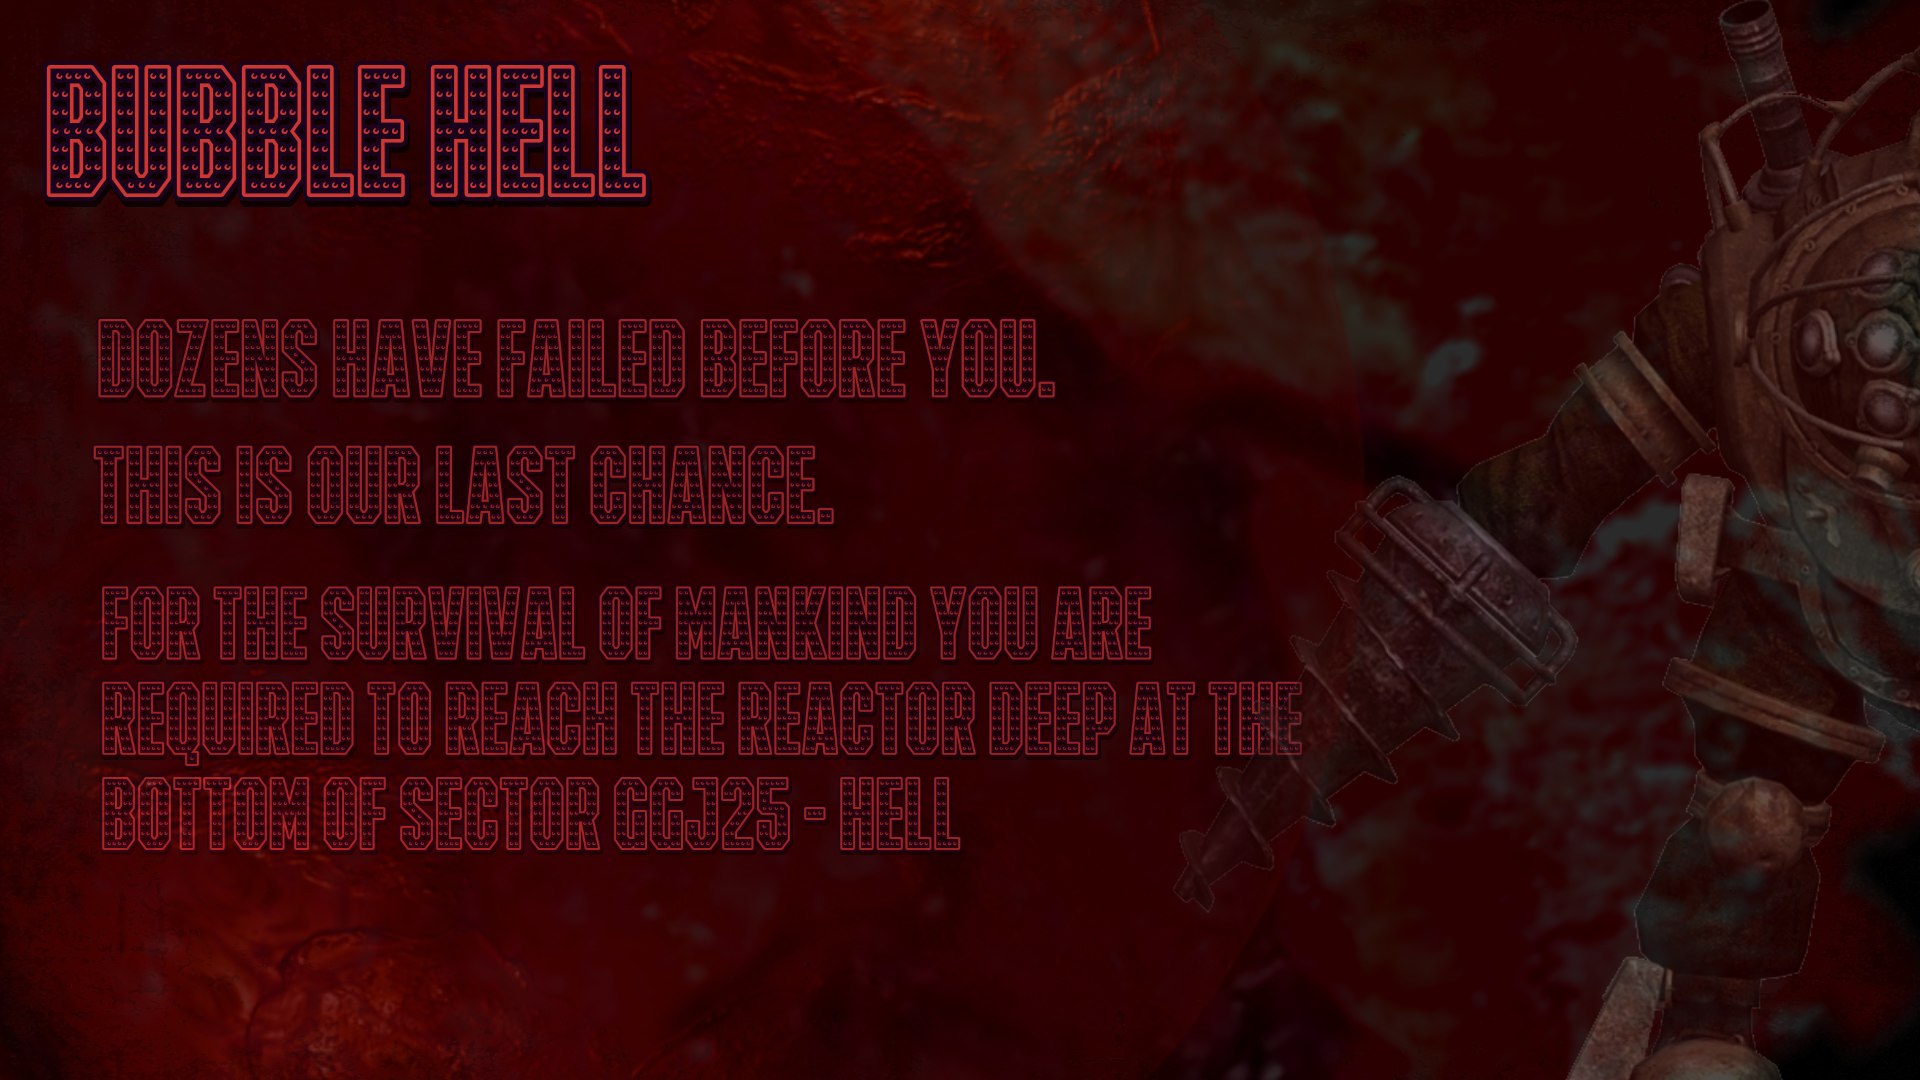 BUBBLE HELL
DOZENS HAVE FAILED BEFORE YOU.
THIS IS OUR LAST CHANCE.
FOR THE SURVIVAL OF MANKIND YOU ARE
REQUIRED TO REACH THE REACTOR DEEP AT THE
BOTTOM OF SECTOR GGJ25 - HELL